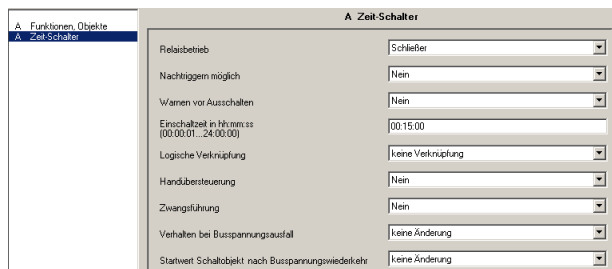 A Funktionen, Objekte
A Zeit-Schalter
A Zeit-Schalter
Relaisbetrieb
Schließer
Nachtriggern möglich
Nein
Warnen vor Ausschalten
Nein
Einschaltzeit in hh:mm:ss
(00:00:01...24:00:00)
00:15:00
Logische Verknüpfung
keine Verknüpfung
Handübersteuerung
Nein
Zwangsführung
Nein
Verhalten bei Busspannungsausfall
keine Änderung
Startwert Schaltobjekt nach Busspannungswiederkehr
keine Änderung